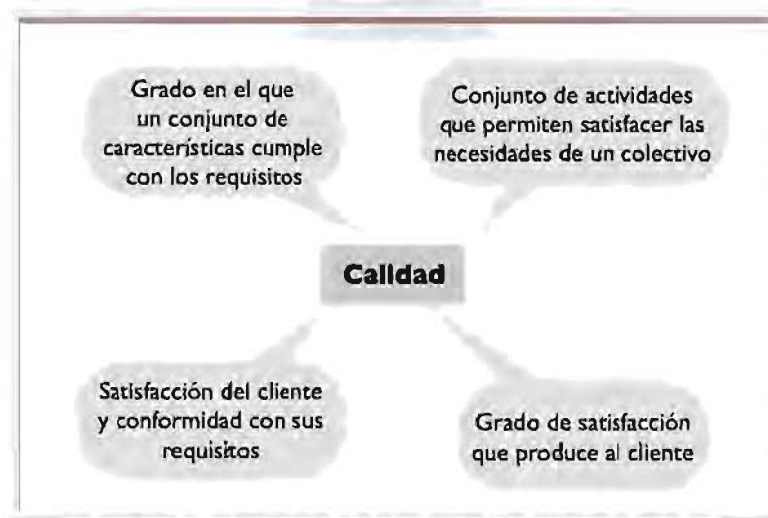 Grado en el que
un conjunto de
características cumple
con los requisitos
Conjunto de actividades
que permiten satisfacer las
necesidades de un colectivo
Calidad
Satisfacción del cliente
y conformidad con sus
requisitos
Grado de satisfacción
que produce al cliente